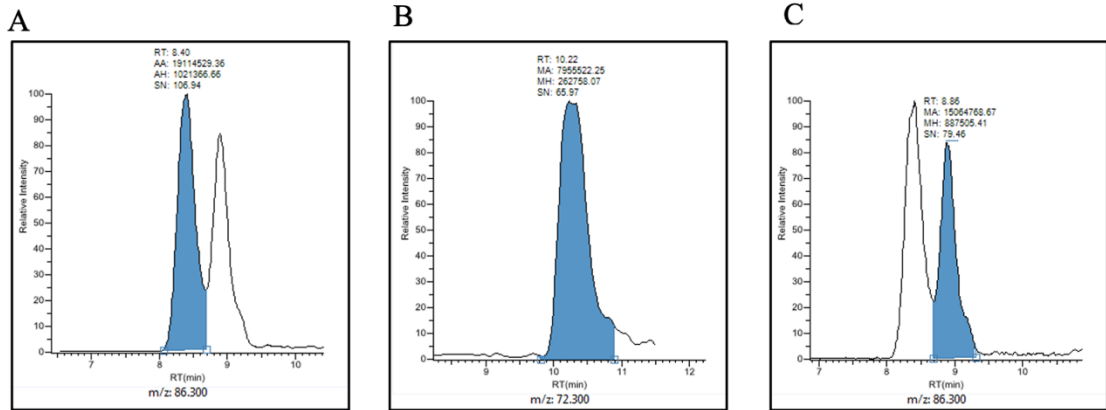 A
RT: 8.40
AA: 19114529.36
AH: 1021366.66
SN: 106.94
100
90
80
70
60
50
40
30
20
10
0
Relative Intensity
7
8
9
10
RT(min)
m/z: 86.300
B
RT: 10.22
MA: 7955522.25
MH: 262758.07
SN: 65.97
100
90
80
70
60
50
40
30
20
10
0
Relative Intensity
9
10
11
12
RT(min)
m/z: 72.300
C
RT: 8.86
MA: 15064768.67
MH: 887505.41
SN: 79.46
100
90
80
70
60
50
40
30
20
10
0
Relative Intensity
7
8
9
10
RT(min)
m/z: 86.300